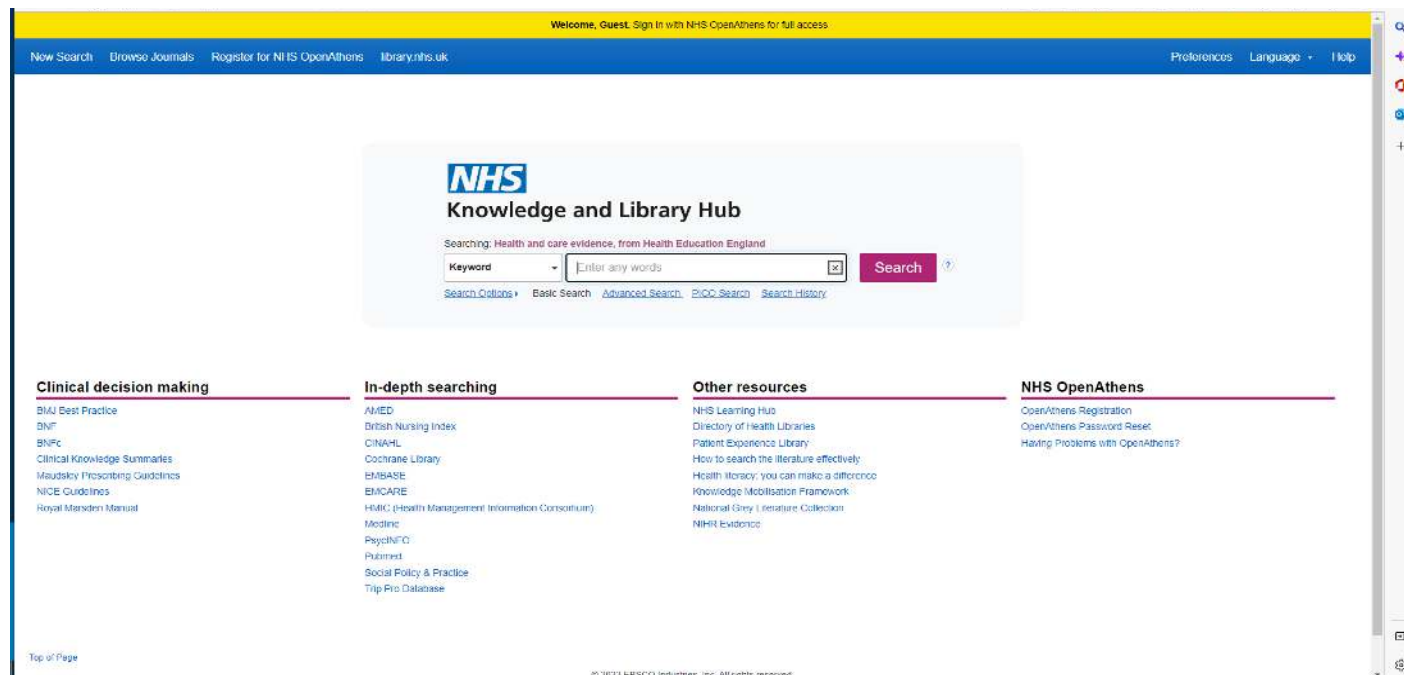 Welcome, Guest. Sign in with NHS OpenAthens for full access
New Search Browse Journals Register for NHS OpenAthens library.nhs.uk Preferences Language Help
NHS
Knowledge and Library Hub
Searching: Health and care evidence, from Health Education England
Keyword Enter any words Search ?
Search Options Basic Search Advanced Search PICO Search Search History
Clinical decision making
BMJ Best Practice
BNF
BNFc
Clinical Knowledge Summaries
Maudsley Prescribing Guidelines
NICE Guidelines
Royal Marsden Manual
In-depth searching
AMED
British Nursing Index
CINAHL
Cochrane Library
EMBASE
EMCARE
HMIC (Health Management Information Consortium)
Medline
PsycINFO
Pubmed
Social Policy & Practice
Trip Pro Database
Other resources
NHS Learning Hub
Directory of Health Libraries
Patient Experience Library
How to search the literature effectively
Health literacy: you can make a difference
Knowledge Mobilisation Framework
National Grey Literature Collection
NIHR Evidence
NHS OpenAthens
OpenAthens Registration
OpenAthens Password Reset
Having Problems with OpenAthens?
Top of Page
EBSCO Industries, Inc. All rights reserved.